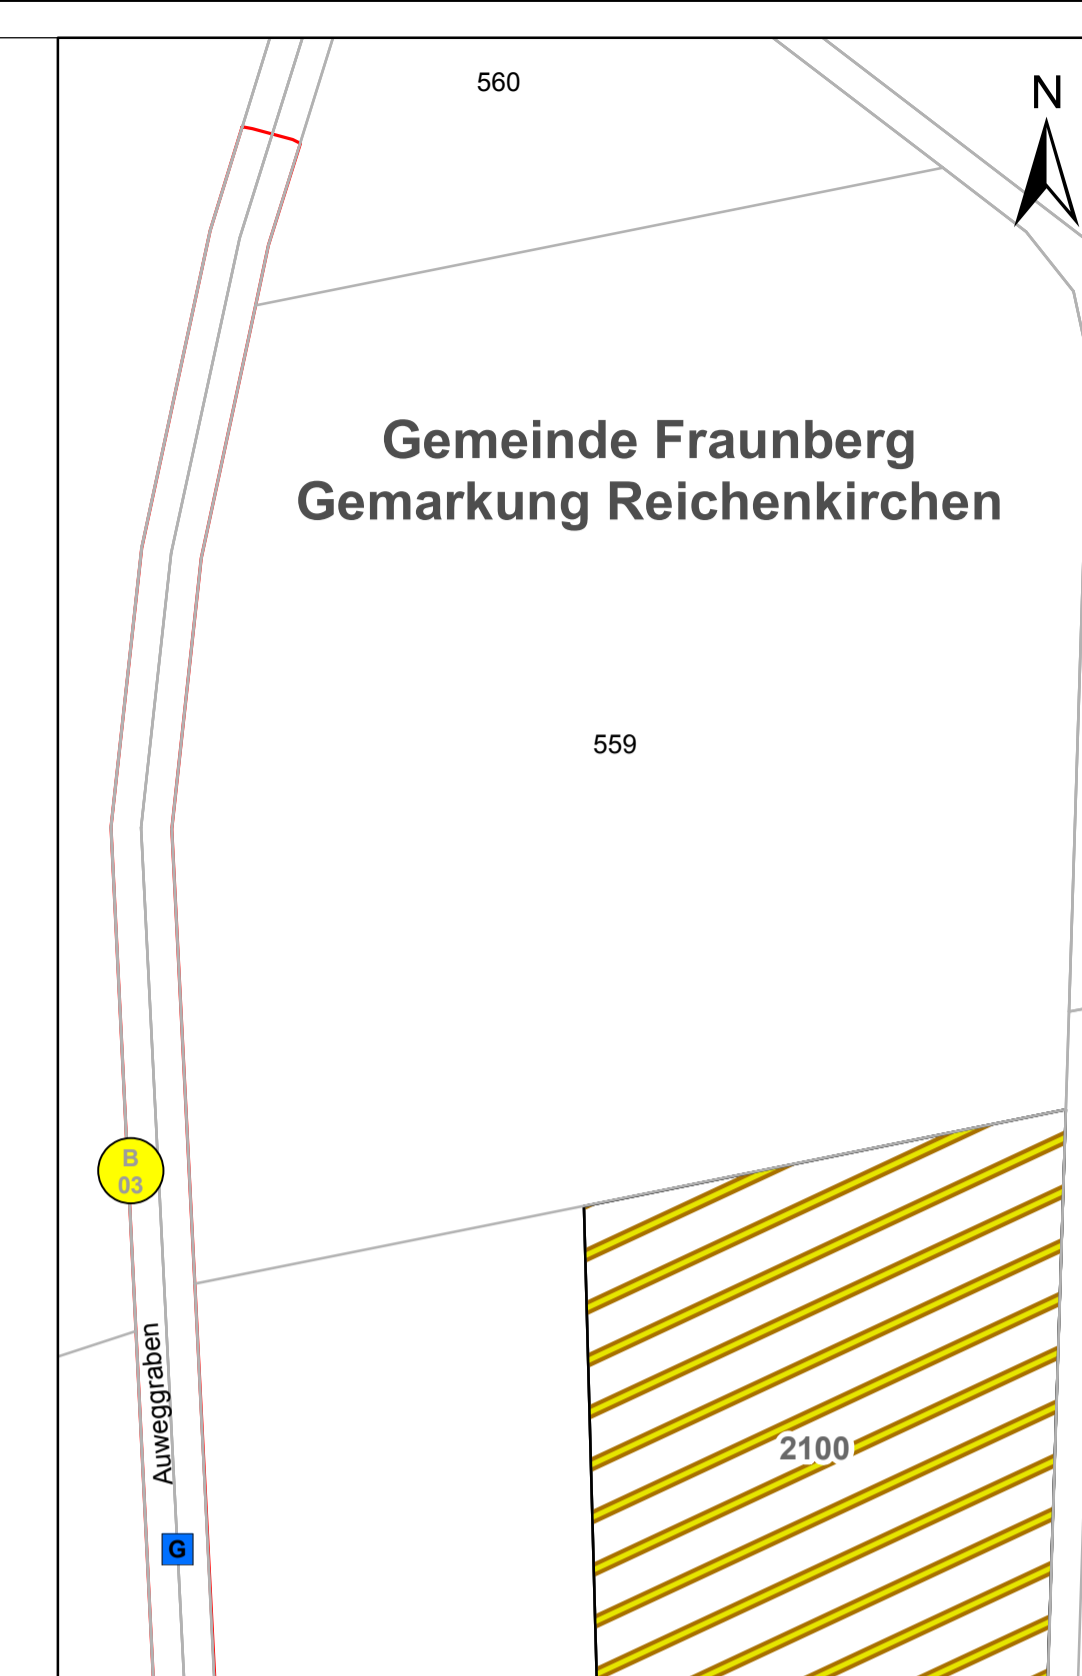 560
N
Gemeinde Fraunberg
Gemarkung Reichenkirchen
559
B
03
Auweggraben
2100
G